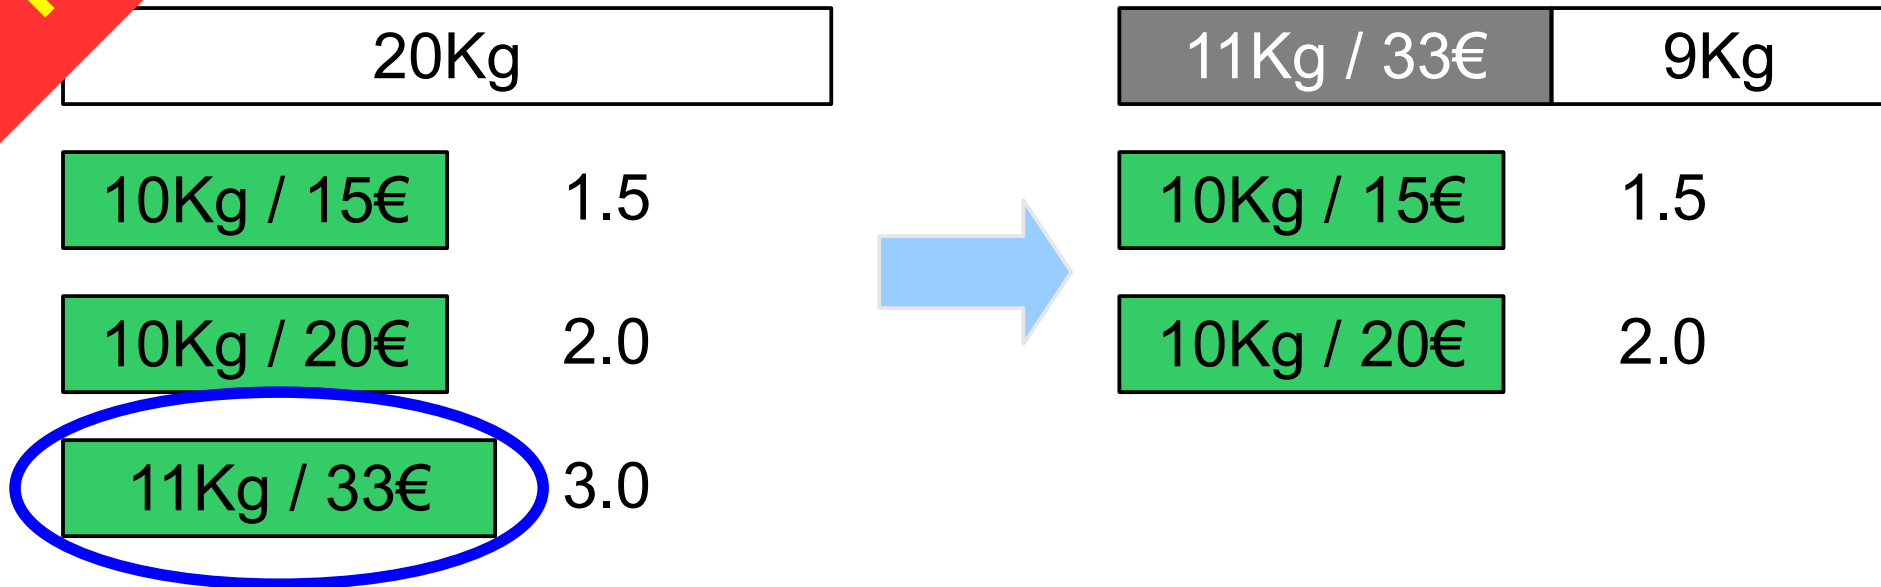 20Kg
10Kg / 15€ 1.5
10Kg / 20€ 2.0
11Kg / 33€ 3.0
11Kg / 33€ 9Kg
10Kg / 15€ 1.5
10Kg / 20€ 2.0